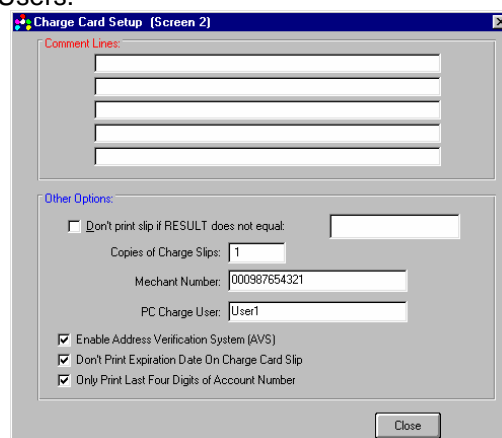 Users.
Charge Card Setup (Screen 2)
Comment Lines:
Other Options:
Don't print slip if RESULT does not equal:
Copies of Charge Slips: 1
Mechant Number: 000987654321
PC Charge User: User1
Enable Address Verification System (AVS)
Don't Print Expiration Date On Charge Card Slip
Only Print Last Four Digits of Account Number
Close